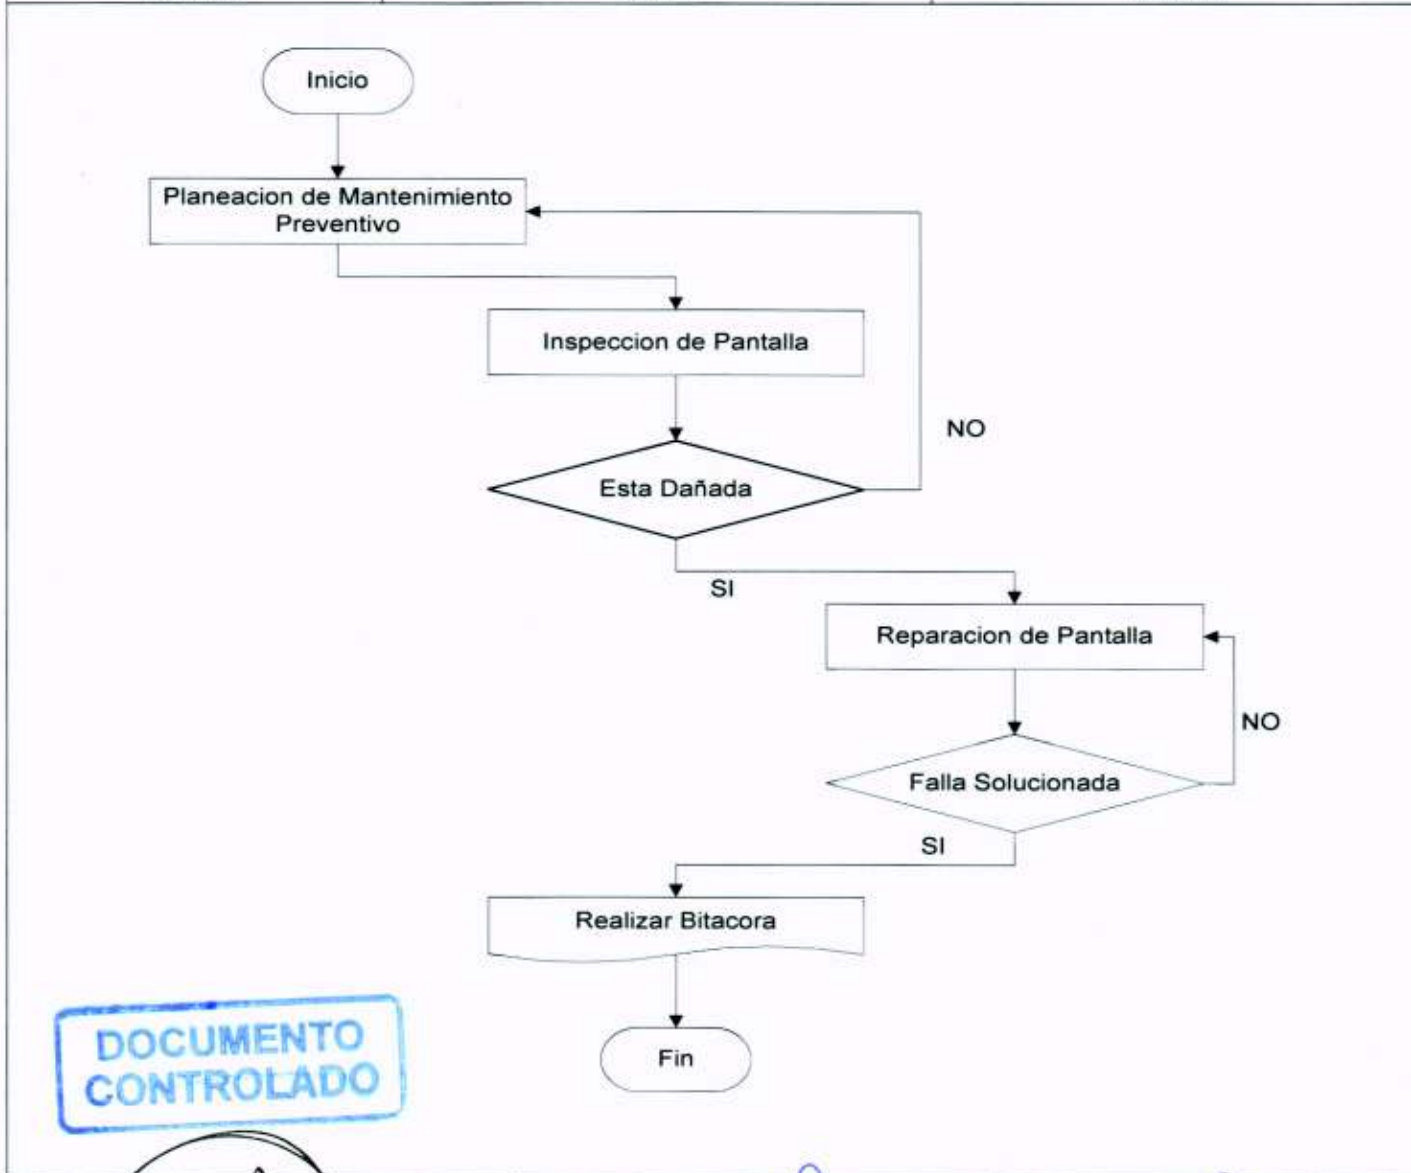 Inicio
Planeacion de Mantenimiento
Preventivo
Inspeccion de Pantalla
NO
Esta Dañada
SI
Reparacion de Pantalla
NO
Falla Solucionada
SI
Realizar Bitacora
Fin
DOCUMENTO
CONTROLADO